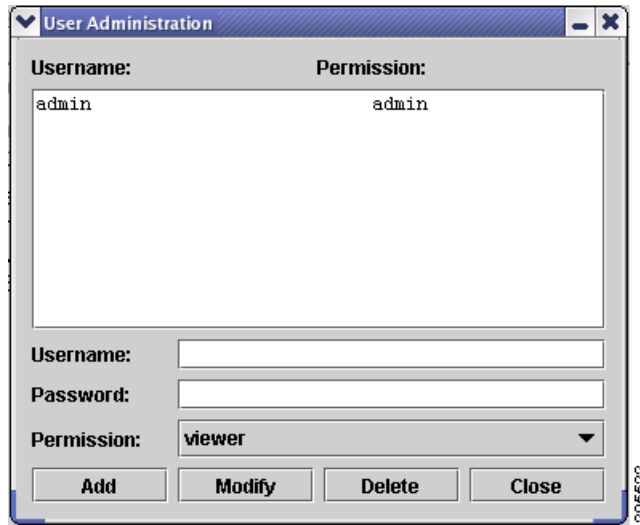 User Administration
Username: Permission:
admin admin
Username:
Password:
Permission: viewer
Add Modify Delete Close